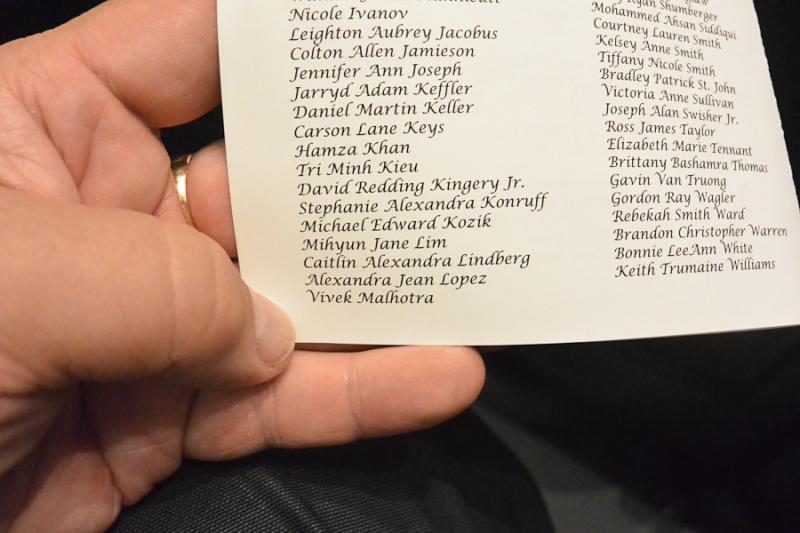 Nicole Ivanov
Leighton Aubrey Jacobus
Colton Allen Jamieson
Jennifer Ann Joseph
Jarryd Adam Keffler
Daniel Martin Keller
Carson Lane Keys
Hamza Khan
Tri Minh Kieu
David Redding Kingery Jr.
Stephanie Alexandra Konruff
Michael Edward Kozik
Mihyun Jane Lim
Caitlin Alexandra Lindberg
Alexandra Jean Lopez
Vivek Malhotra
Ryan Shumberger
Mohammed Ahsan Siddiqui
Courtney Lauren Smith
Kelsey Anne Smith
Tiffany Nicole Smith
Bradley Patrick St. John
Victoria Anne Sullivan
Joseph Alan Swisher Jr.
Ross James Taylor
Elizabeth Marie Tennant
Brittany Bashamra Thomas
Gavin Van Truong
Gordon Ray Wagler
Rebekah Smith Ward
Brandon Christopher Warren
Bonnie LeeAnn White
Keith Trumaine Williams